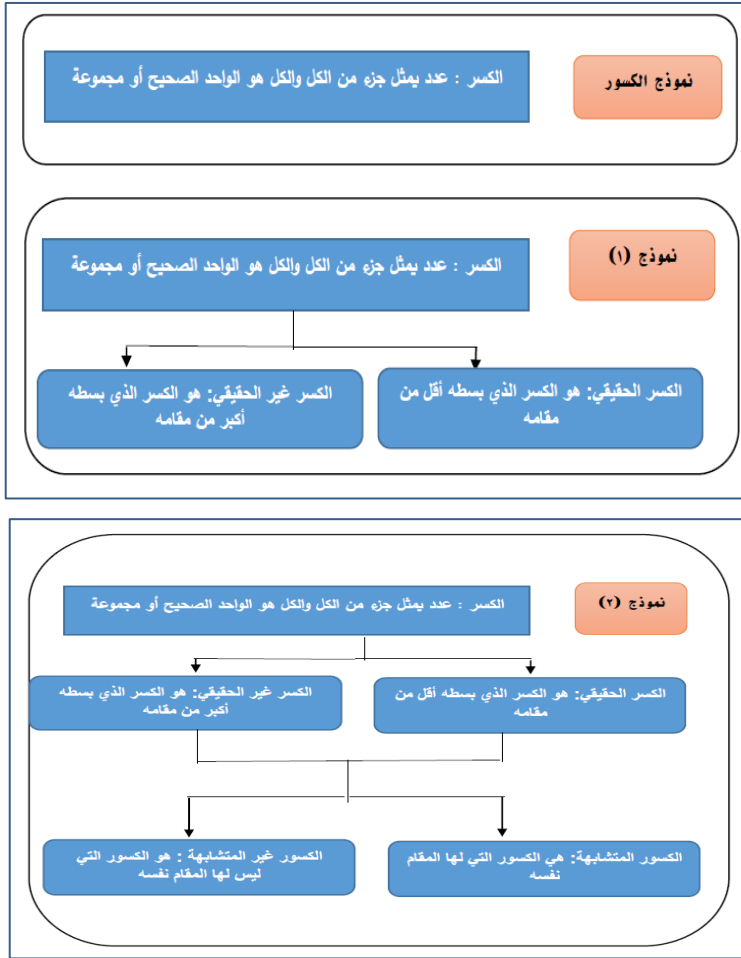 نموذج الكسور
الكسر : عدد يمثل جزء من الكل والكل هو الواحد الصحيح أو مجموعة
نموذج (١)
الكسر : عدد يمثل جزء من الكل والكل هو الواحد الصحيح أو مجموعة
الكسر الحقيقي: هو الكسر الذي بسطه أقل من
مقامه
الكسر غير الحقيقي: هو الكسر الذي بسطه
أكبر من مقامه
نموذج (٢)
الكسر : عدد يمثل جزء من الكل والكل هو الواحد الصحيح أو مجموعة
الكسر الحقيقي: هو الكسر الذي بسطه أقل من
مقامه
الكسر غير الحقيقي: هو الكسر الذي بسطه
أكبر من مقامه
الكسور المتشابهة: هي الكسور التي لها المقام
نفسه
الكسور غير المتشابهة : هو الكسور التي
ليس لها المقام نفسه